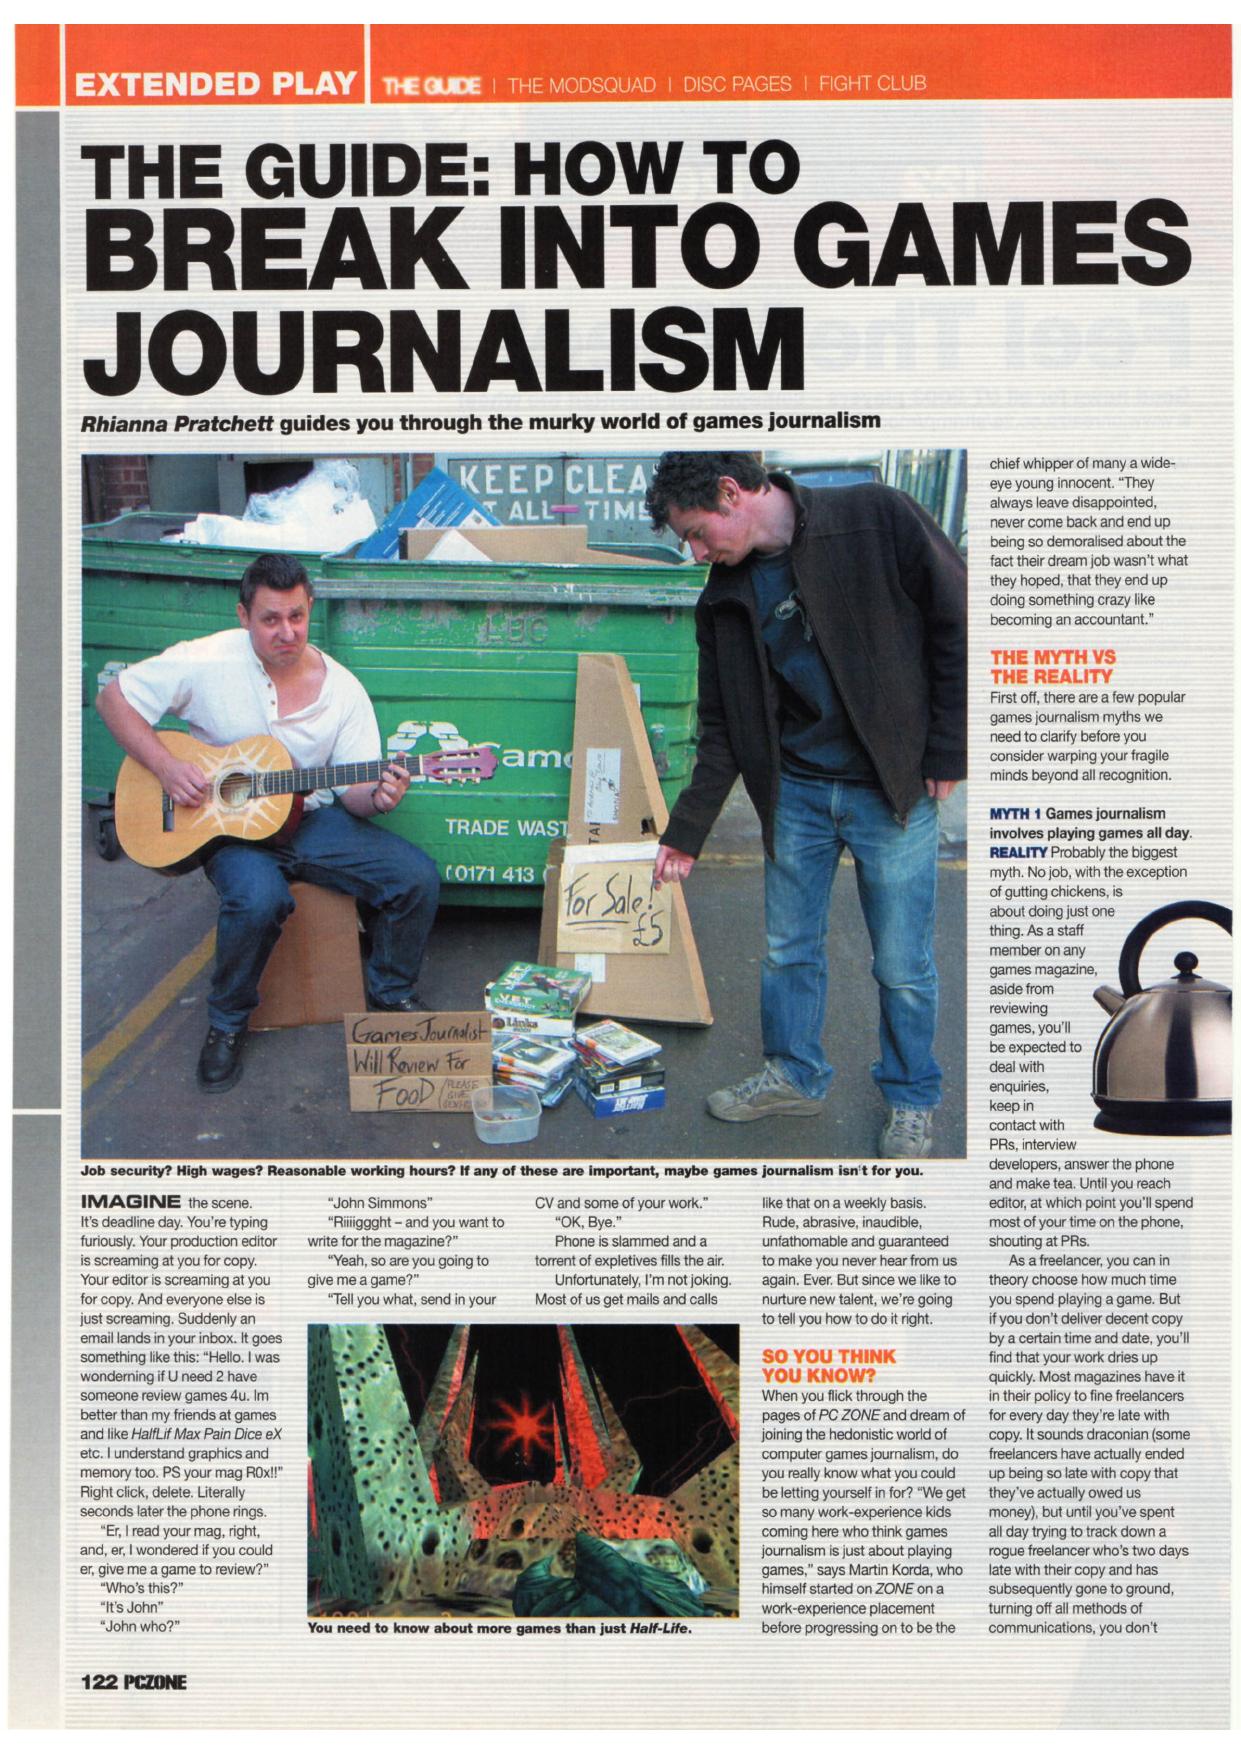 EXTENDED PLAY
THE GUIDE | THE MODSQUAD | DISC PAGES | FIGHT CLUB
THE GUIDE: HOW TO
BREAK INTO GAMES
JOURNALISM
Rhianna Pratchett guides you through the murky world of games journalism
KEEP CLEA
T ALL TIMES
LBC
amd
TRADE WAST
(0171 413
For Sale!
£5
VET
Links
Games Journalist
Will Review For
FOOD
PLEASE
GIVE
Job security? High wages? Reasonable working hours? If any of these are important, maybe games journalism isn't for you.
IMAGINE the scene.
It's deadline day. You're typing
furiously. Your production editor
is screaming at you for copy.
Your editor is screaming at you
for copy. And everyone else is
just screaming. Suddenly an
email lands in your inbox. It goes
something like this: “Hello. I was
wonderning if U need 2 have
someone review games 4u. Im
better than my friends at games
and like HalfLif Max Pain Dice eX
etc. I understand graphics and
memory too. PS your mag R0x!!”
Right click, delete. Literally
seconds later the phone rings.
“Er, I read your mag, right,
and, er, I wondered if you could
er, give me a game to review?”
“Who's this?”
“It's John”
“John who?”
“John Simmons”
“Riiiiggght – and you want to
write for the magazine?”
“Yeah, so are you going to
give me a game?”
“Tell you what, send in your
CV and some of your work.”
“OK, Bye.”
Phone is slammed and a
torrent of expletives fills the air.
Unfortunately, I'm not joking.
Most of us get mails and calls
You need to know about more games than just Half-Life.
like that on a weekly basis.
Rude, abrasive, inaudible,
unfathomable and guaranteed
to make you never hear from us
again. Ever. But since we like to
nurture new talent, we're going
to tell you how to do it right.
SO YOU THINK
YOU KNOW?
When you flick through the
pages of PC ZONE and dream of
joining the hedonistic world of
computer games journalism, do
you really know what you could
be letting yourself in for? “We get
so many work-experience kids
coming here who think games
journalism is just about playing
games,” says Martin Korda, who
himself started on ZONE on a
work-experience placement
before progressing on to be the
chief whipper of many a wide-
eye young innocent. “They
always leave disappointed,
never come back and end up
being so demoralised about the
fact their dream job wasn't what
they hoped, that they end up
doing something crazy like
becoming an accountant.”
THE MYTH VS
THE REALITY
First off, there are a few popular
games journalism myths we
need to clarify before you
consider warping your fragile
minds beyond all recognition.
MYTH 1 Games journalism
involves playing games all day.
REALITY Probably the biggest
myth. No job, with the exception
of gutting chickens, is
about doing just one
thing. As a staff
member on any
games magazine,
aside from
reviewing
games, you'll
be expected to
deal with
enquiries,
keep in
contact with
PRs, interview
developers, answer the phone
and make tea. Until you reach
editor, at which point you'll spend
most of your time on the phone,
shouting at PRs.
As a freelancer, you can in
theory choose how much time
you spend playing a game. But
if you don't deliver decent copy
by a certain time and date, you'll
find that your work dries up
quickly. Most magazines have it
in their policy to fine freelancers
for every day they're late with
copy. It sounds draconian (some
freelancers have actually ended
up being so late with copy that
they've actually owed us
money), but until you've spent
all day trying to track down a
rogue freelancer who's two days
late with their copy and has
subsequently gone to ground,
turning off all methods of
communications, you don't
122 PCZONE